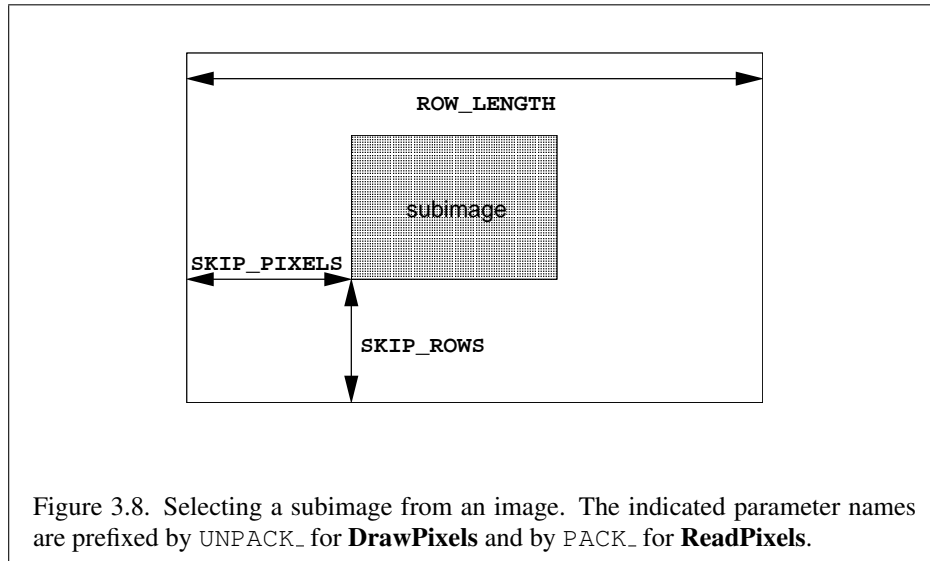 ROW_LENGTH
subimage
SKIP_PIXELS
SKIP_ROWS
Figure 3.8. Selecting a subimage from an image. The indicated parameter names
are prefixed by UNPACK_ for DrawPixels and by PACK_ for ReadPixels.